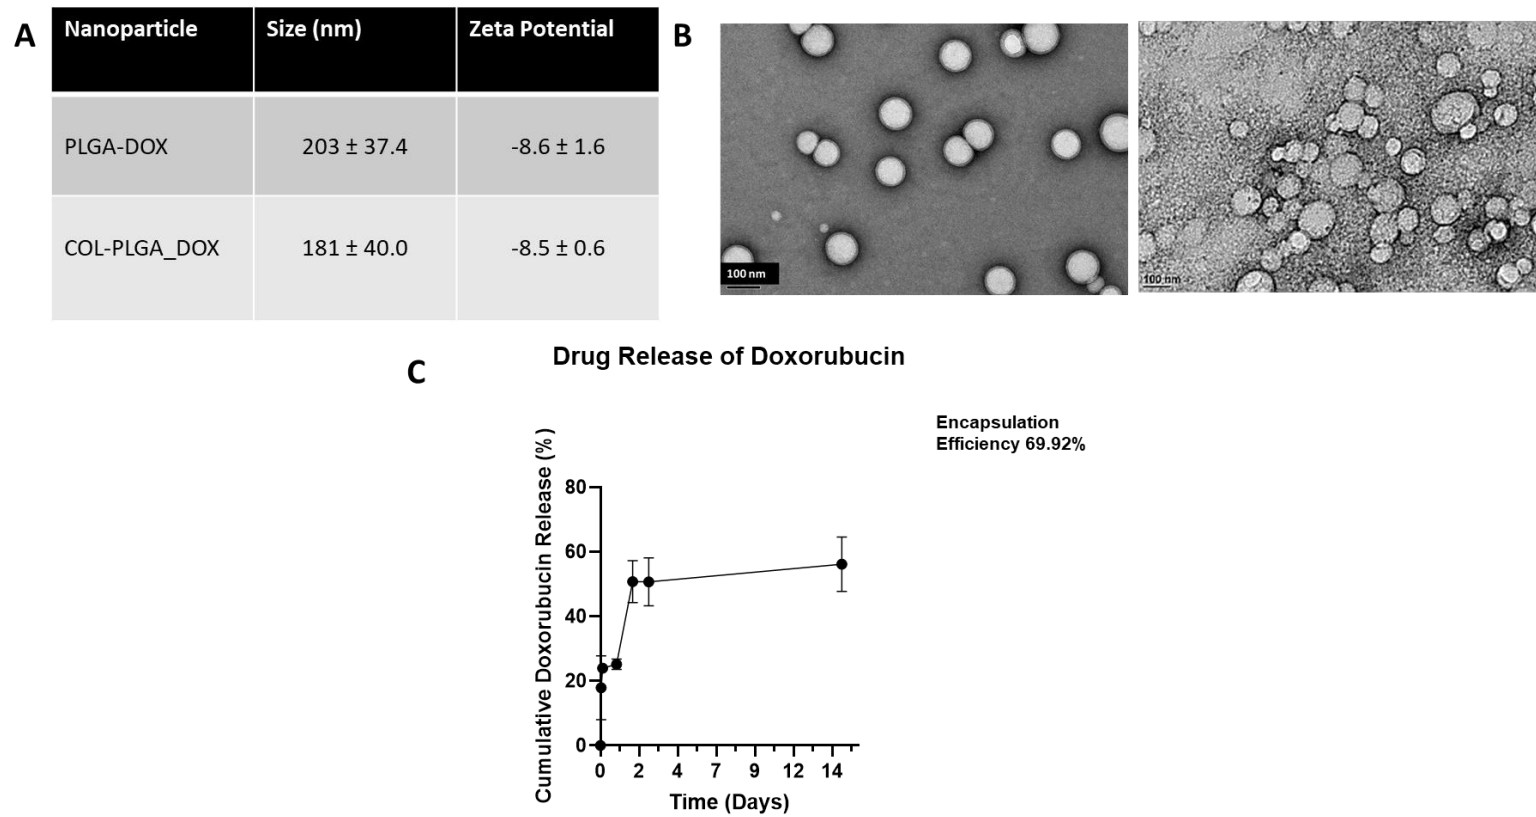 A
Nanoparticle Size (nm) Zeta Potential
PLGA-DOX 203 ± 37.4 -8.6 ± 1.6
COL-PLGA_DOX 181 ± 40.0 -8.5 ± 0.6
B
100 nm
100 nm
C
Drug Release of Doxorubucin
Encapsulation
Efficiency 69.92%
Cumulative Doxorubucin Release (%)
80
60
40
20
0
0 2 4 7 9 12 14
Time (Days)